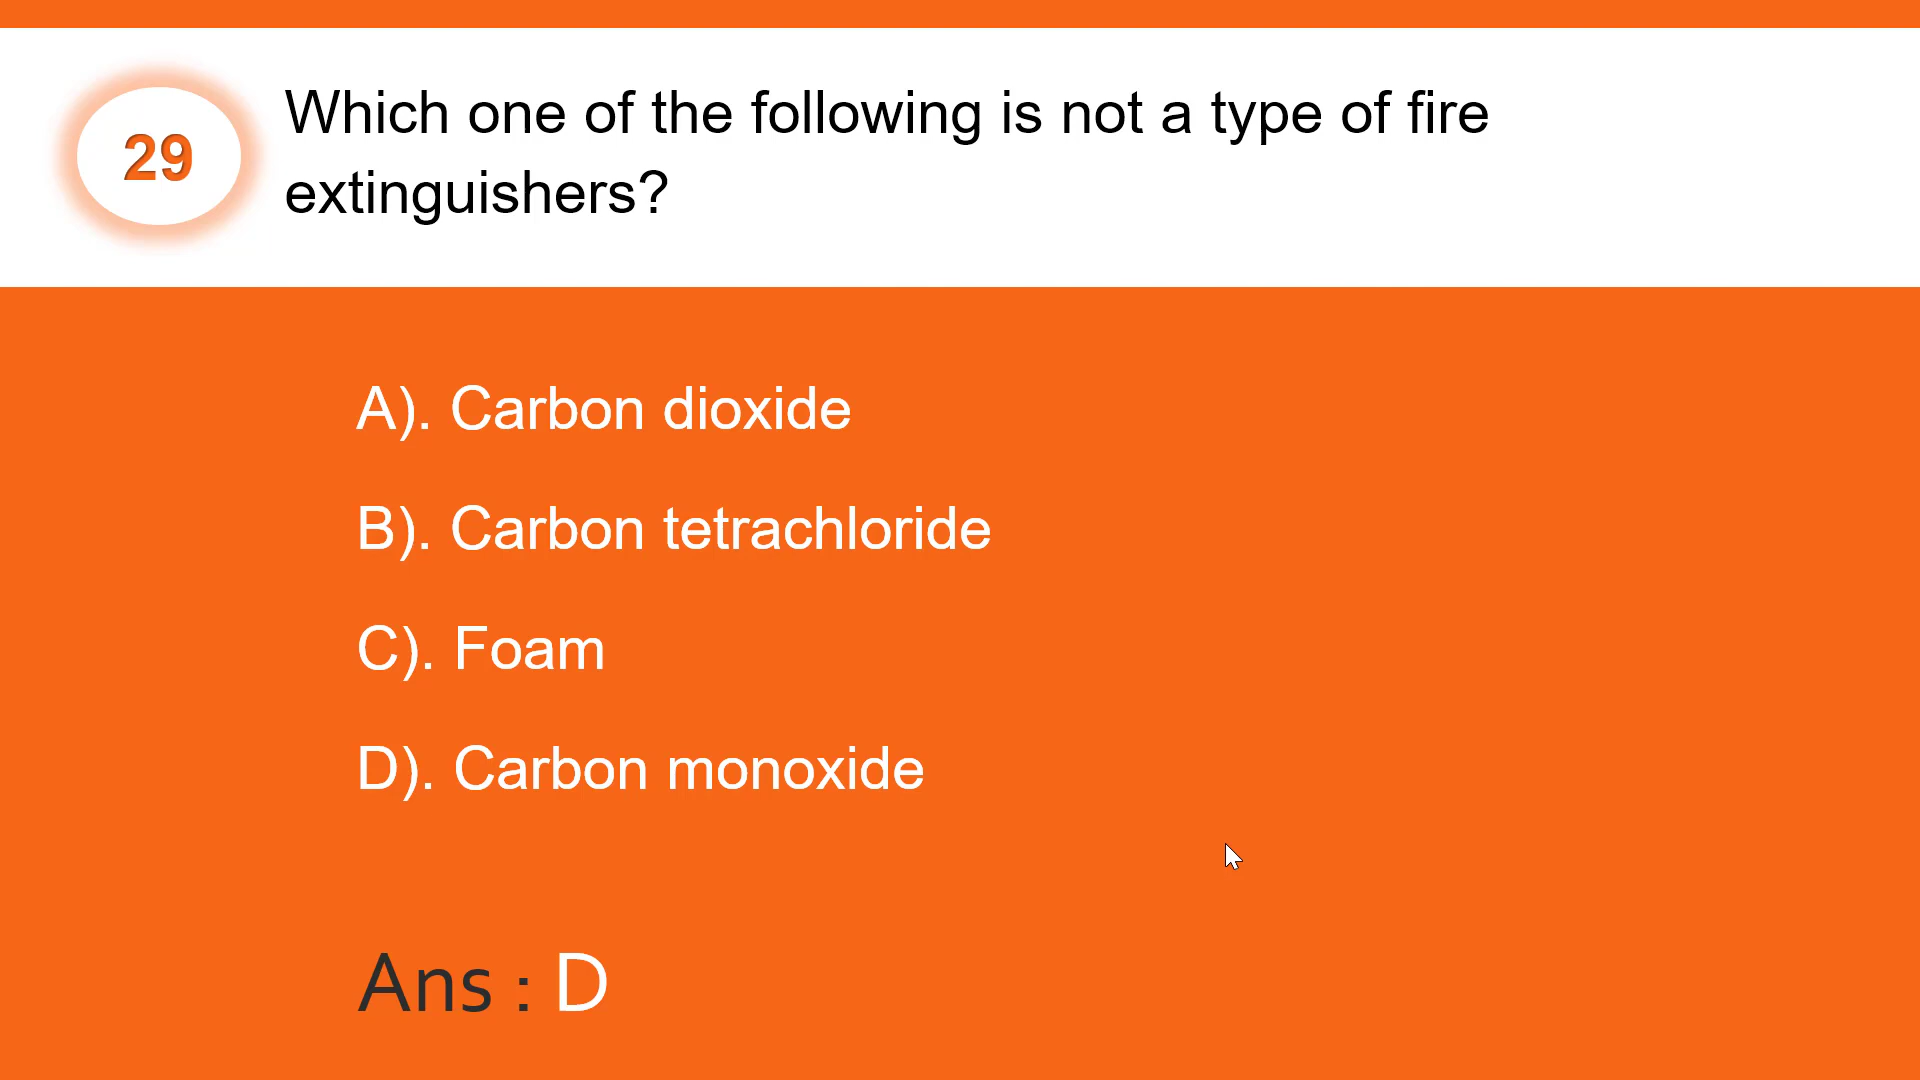 29
Which one of the following is not a type of fire
extinguishers?
A). Carbon dioxide
B). Carbon tetrachloride
C). Foam
D). Carbon monoxide
Ans : D